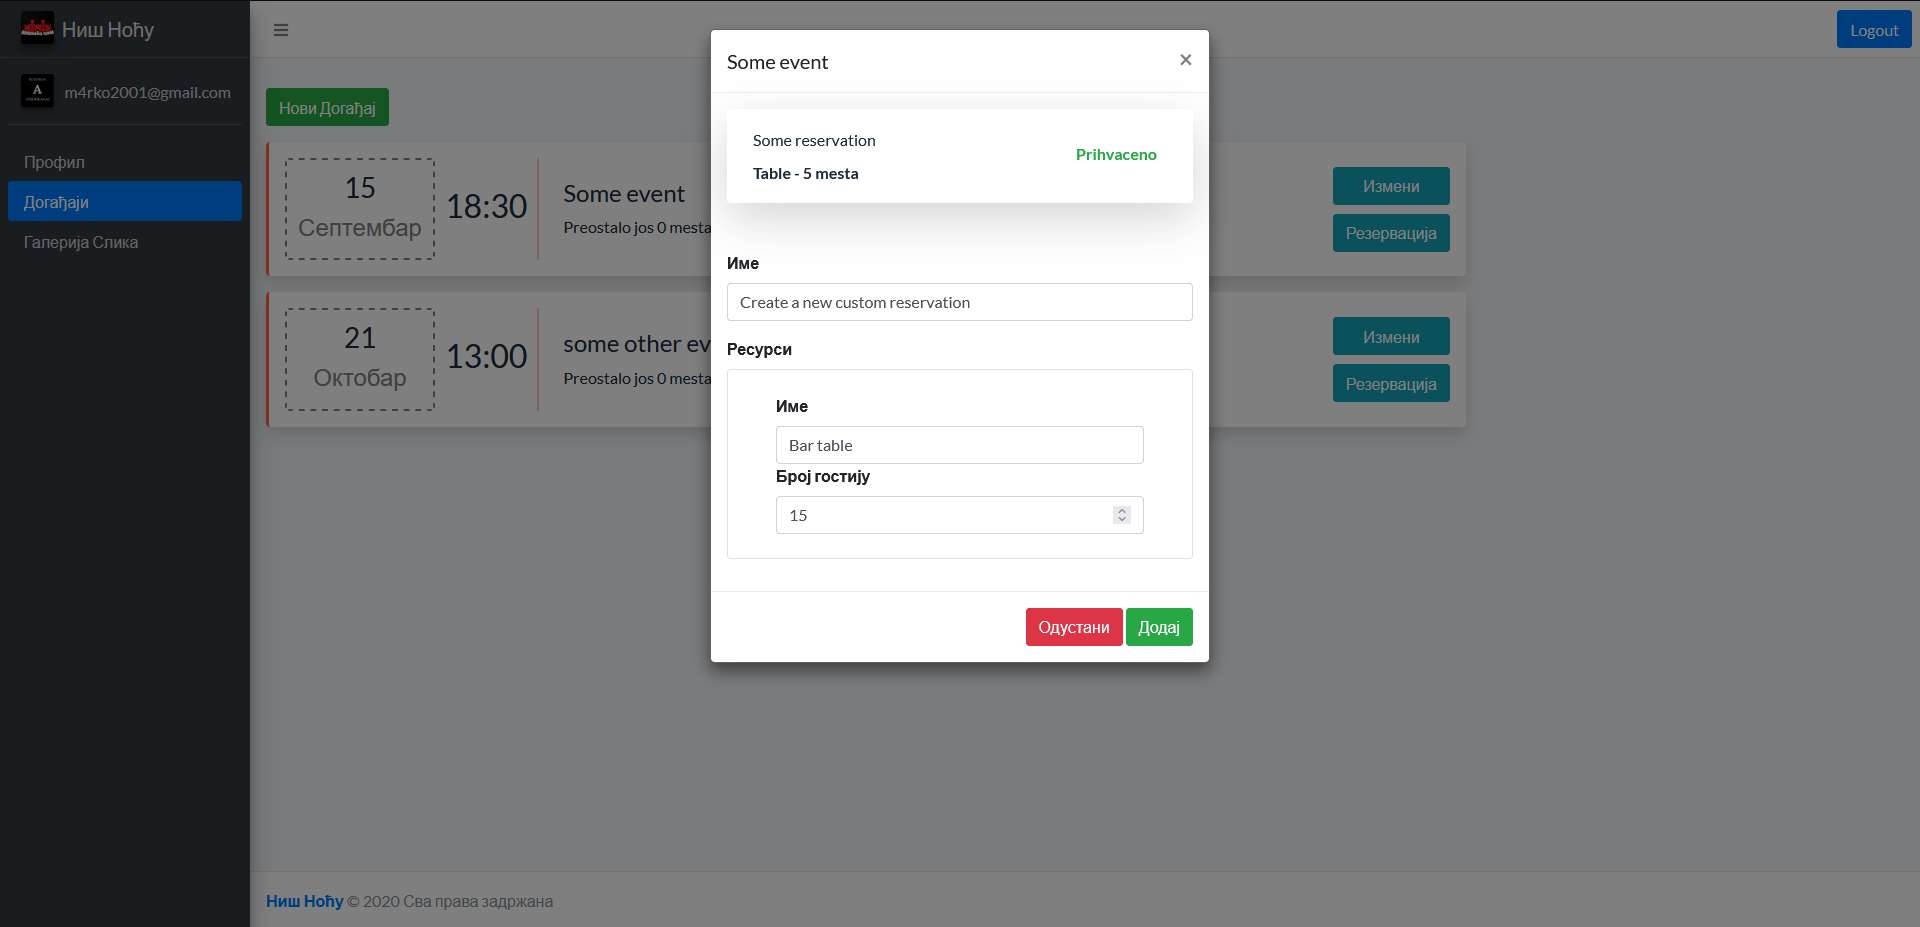 Ниш Ноћу
m4rko2001@gmail.com
Профил
Догађаји
Галерија Слика
Logout
Нови Догађај
15
Септембар
18:30
Some event
Preostalo jos 0 mesta
Измени
Резервација
21
Октобар
13:00
some other ev
Preostalo jos 0 mesta
Измени
Резервација
Some event
×
Some reservation
Prihvaceno
Table - 5 mesta
Име
Create a new custom reservation
Ресурси
Име
Bar table
Број гостију
15
Одустани Додај
Ниш Ноћу © 2020 Сва права задржана